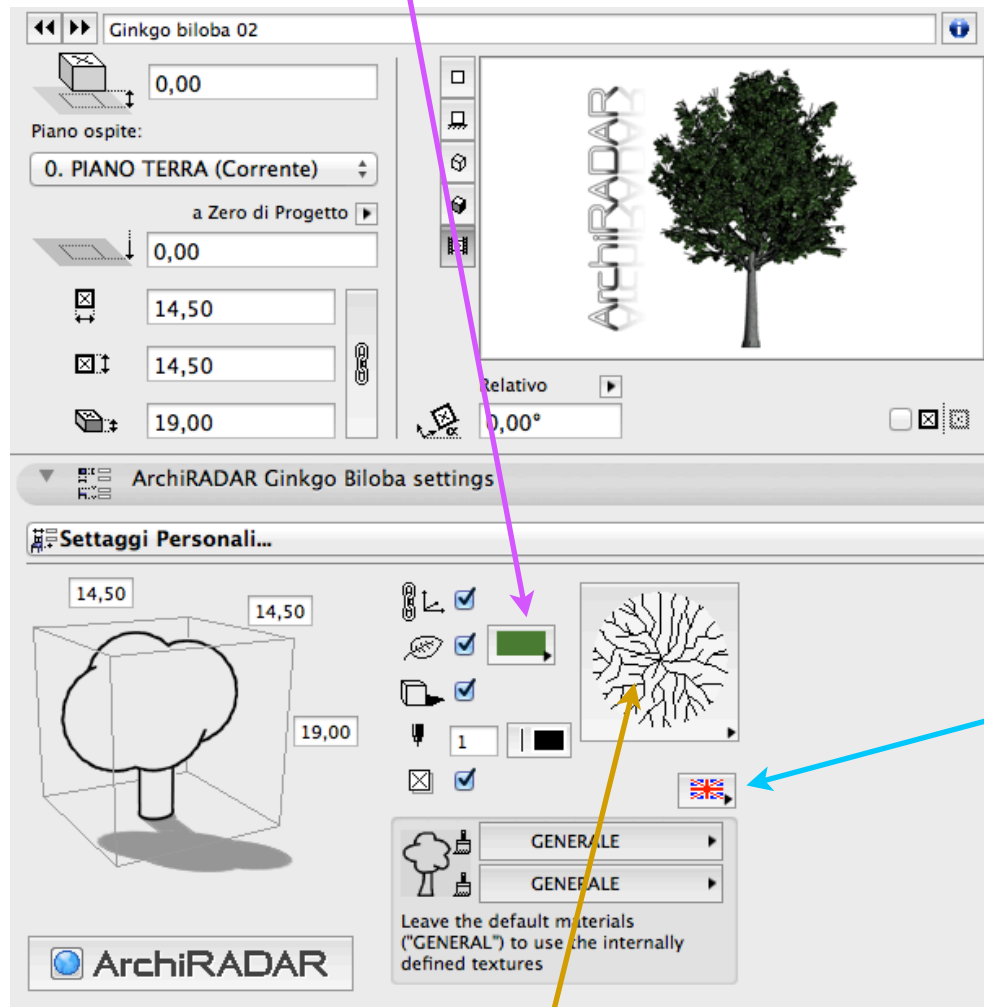 Ginkgo biloba 02
0,00
Piano ospite:
0. PIANO TERRA (Corrente)
a Zero di Progetto
0,00
14,50
14,50
19,00
ArchiRADAR
Relativo
0,00°
α
ArchiRADAR Ginkgo Biloba settings
Settaggi Personali...
14,50
14,50
19,00
1
GENERALE
GENERALE
Leave the default materials
("GENERAL") to use the internally
defined textures
ArchiRADAR